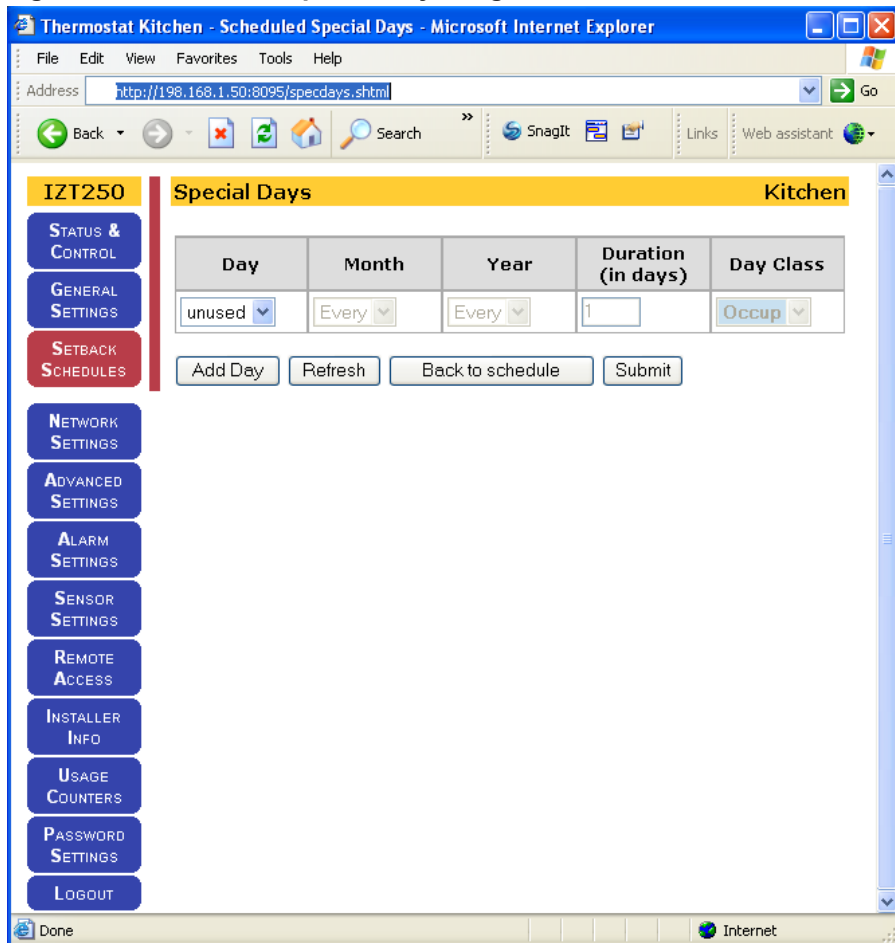 Thermostat Kitchen - Scheduled Special Days - Microsoft Internet Explorer
File Edit View Favorites Tools Help
Address http://198.168.1.50:8095/specdays.shtml Go
Back Search » SnagIt Links Web assistant
IZT250 Special Days Kitchen
STATUS &
CONTROL
GENERAL
SETTINGS
SETBACK
SCHEDULES
NETWORK
SETTINGS
ADVANCED
SETTINGS
ALARM
SETTINGS
SENSOR
SETTINGS
REMOTE
ACCESS
INSTALLER
INFO
USAGE
COUNTERS
PASSWORD
SETTINGS
LOGOUT
Day Month Year Duration (in days) Day Class
unused Every Every 1 Occup
Add Day Refresh Back to schedule Submit
Done Internet